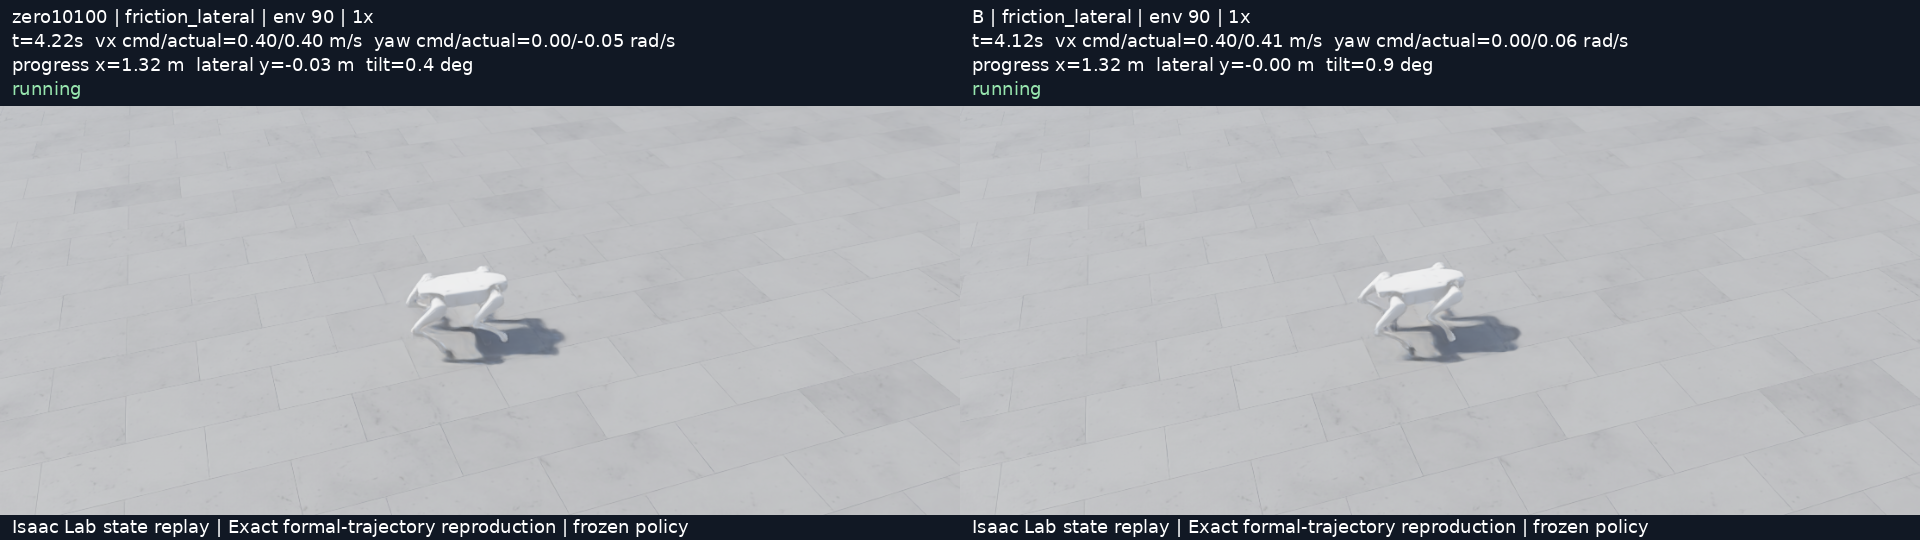 zero10100 | friction_lateral | env 90 | 1x
t=4.22s  vx cmd/actual=0.40/0.40 m/s  yaw cmd/actual=0.00/-0.05 rad/s
progress x=1.32 m  lateral y=-0.03 m  tilt=0.4 deg
running
B | friction_lateral | env 90 | 1x
t=4.12s  vx cmd/actual=0.40/0.41 m/s  yaw cmd/actual=0.00/0.06 rad/s
progress x=1.32 m  lateral y=-0.00 m  tilt=0.9 deg
running
Isaac Lab state replay | Exact formal-trajectory reproduction | frozen policy
Isaac Lab state replay | Exact formal-trajectory reproduction | frozen policy